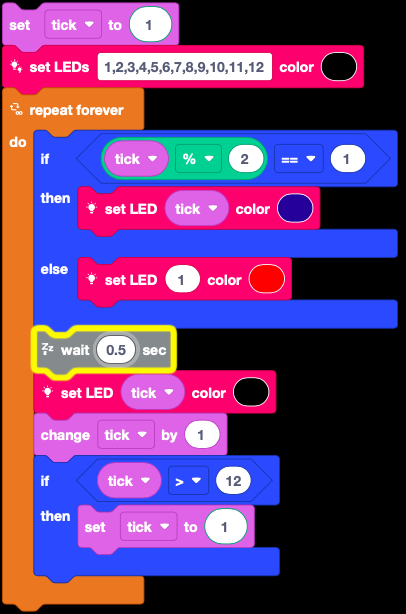 set tick to 1
set LEDs 1,2,3,4,5,6,7,8,9,10,11,12 color
repeat forever
do
if tick % 2 == 1
then set LED tick color
else set LED 1 color
Zz wait 0.5 sec
set LED tick color
change tick by 1
if tick > 12
then set tick to 1